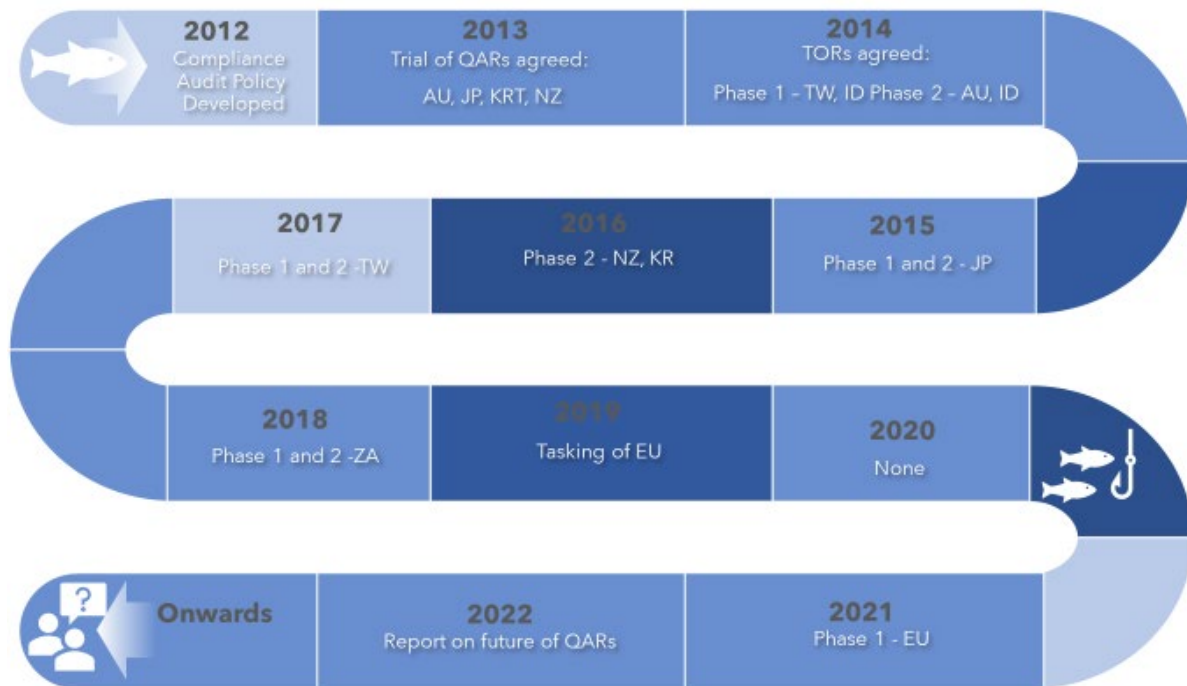 2012
Compliance
Audit Policy
Developed
2013
Trial of QARs agreed:
AU, JP, KRT, NZ
2014
TORs agreed:
Phase 1 – TW, ID Phase 2 – AU, ID
2015
Phase 1 and 2 - JP
2016
Phase 2 - NZ, KR
2017
Phase 1 and 2 -TW
2018
Phase 1 and 2 -ZA
2019
Tasking of EU
2020
None
2021
Phase 1 - EU
2022
Report on future of QARs
Onwards
?